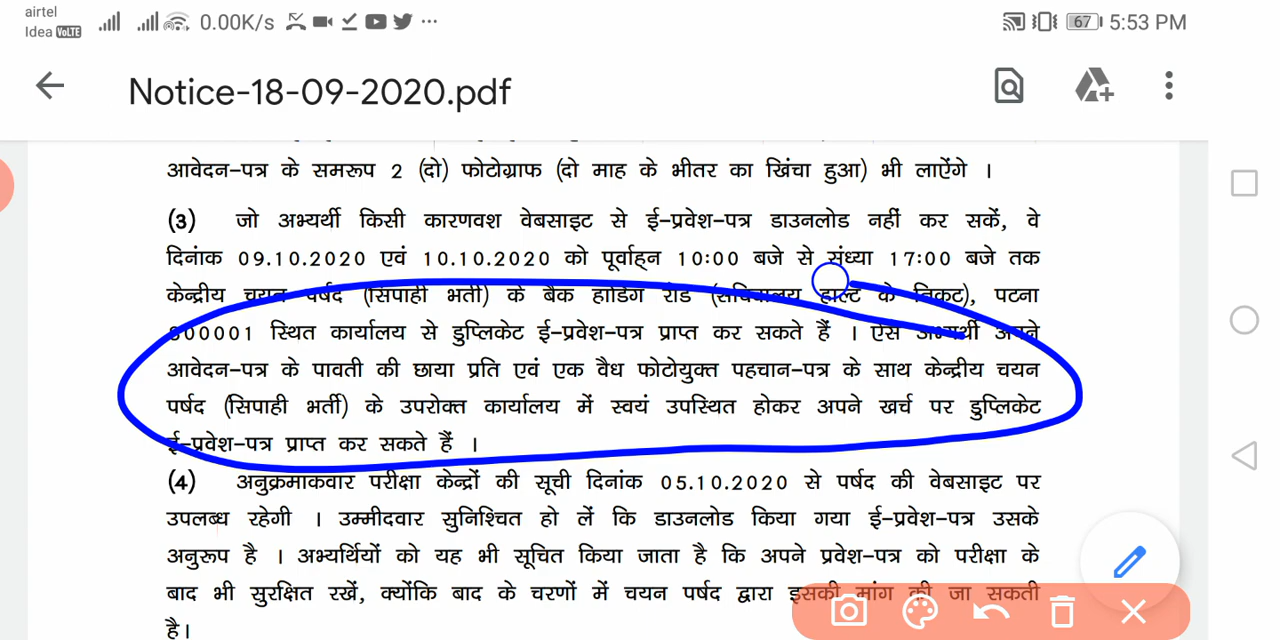 airtel
Idea VoLTE
0.00K/s
67
5:53 PM
Notice-18-09-2020.pdf
आवेदन-पत्र के समरूप 2 (दो) फोटोग्राफ (दो माह के भीतर का खिंचा हुआ) भी लाऐंगे ।
(3) जो अभ्यर्थी किसी कारणवश वेबसाइट से ई-प्रवेश-पत्र डाउनलोड नहीं कर सकें, वे
दिनांक 09.10.2020 एवं 10.10.2020 को पूर्वाह्न 10:00 बजे से संध्या 17:00 बजे तक
केन्द्रीय चयन पर्षद (सिपाही भर्ती) के बैक हार्डिंग रोड (सचिवालय हाल्ट के निकट), पटना
800001 स्थित कार्यालय से डुप्लिकेट ई-प्रवेश-पत्र प्राप्त कर सकते हैं । ऐसे अभ्यर्थी अपने
आवेदन-पत्र के पावती की छाया प्रति एवं एक वैध फोटोयुक्त पहचान-पत्र के साथ केन्द्रीय चयन
पर्षद (सिपाही भर्ती) के उपरोक्त कार्यालय में स्वयं उपस्थित होकर अपने खर्च पर डुप्लिकेट
ई-प्रवेश-पत्र प्राप्त कर सकते हैं ।
(4) अनुक्रमाकवार परीक्षा केन्द्रों की सूची दिनांक 05.10.2020 से पर्षद की वेबसाइट पर
उपलब्ध रहेगी । उम्मीदवार सुनिश्चित हो लें कि डाउनलोड किया गया ई-प्रवेश-पत्र उसके
अनुरूप है । अभ्यर्थियों को यह भी सूचित किया जाता है कि अपने प्रवेश-पत्र को परीक्षा के
बाद भी सुरक्षित रखें, क्योंकि बाद के चरणों में चयन पर्षद द्वारा इसकी मांग की जा सकती
है।